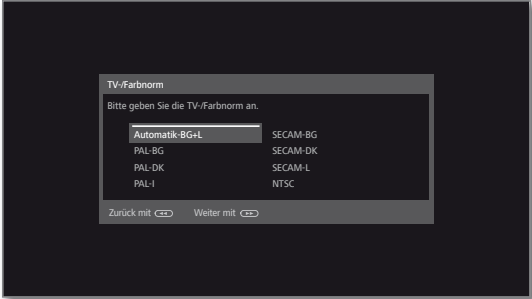 TV-/Farbnorm
Bitte geben Sie die TV-/Farbnorm an.
Automatik-BG+L SECAM-BG
PAL-BG SECAM-DK
PAL-DK SECAM-L
PAL-I NTSC
Zurück mit Weiter mit